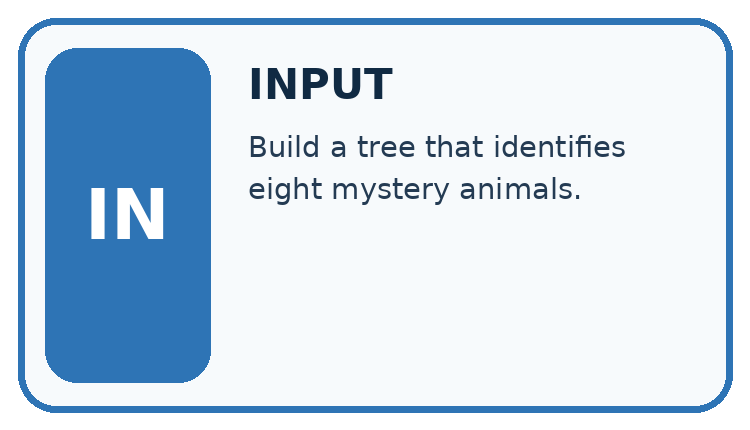 IN
INPUT
Build a tree that identifies
eight mystery animals.